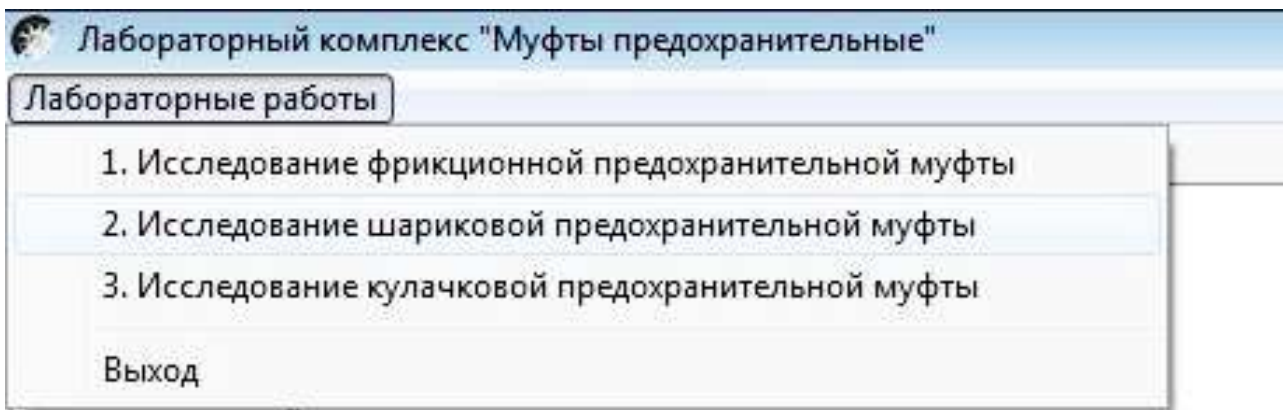 Лабораторный комплекс "Муфты предохранительные"
Лабораторные работы
1. Исследование фрикционной предохранительной муфты
2. Исследование шариковой предохранительной муфты
3. Исследование кулачковой предохранительной муфты
Выход